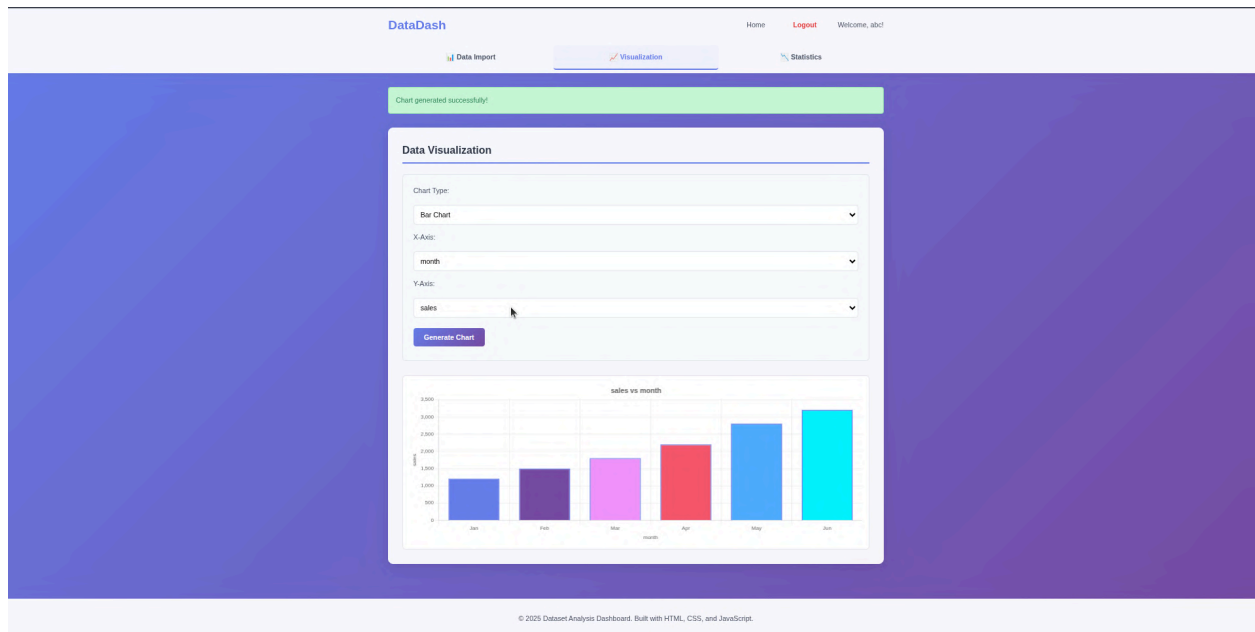 DataDash
Home Logout Welcome, abc!
📊 Data Import 📈 Visualization 📉 Statistics
Chart generated successfully!
Data Visualization
Chart Type:
Bar Chart
X-Axis:
month
Y-Axis:
sales
Generate Chart
sales vs month
3,500
3,000
2,500
2,000
1,500
1,000
500
0
sales
Jan Feb Mar Apr May Jun
month
© 2025 Dataset Analysis Dashboard. Built with HTML, CSS, and JavaScript.